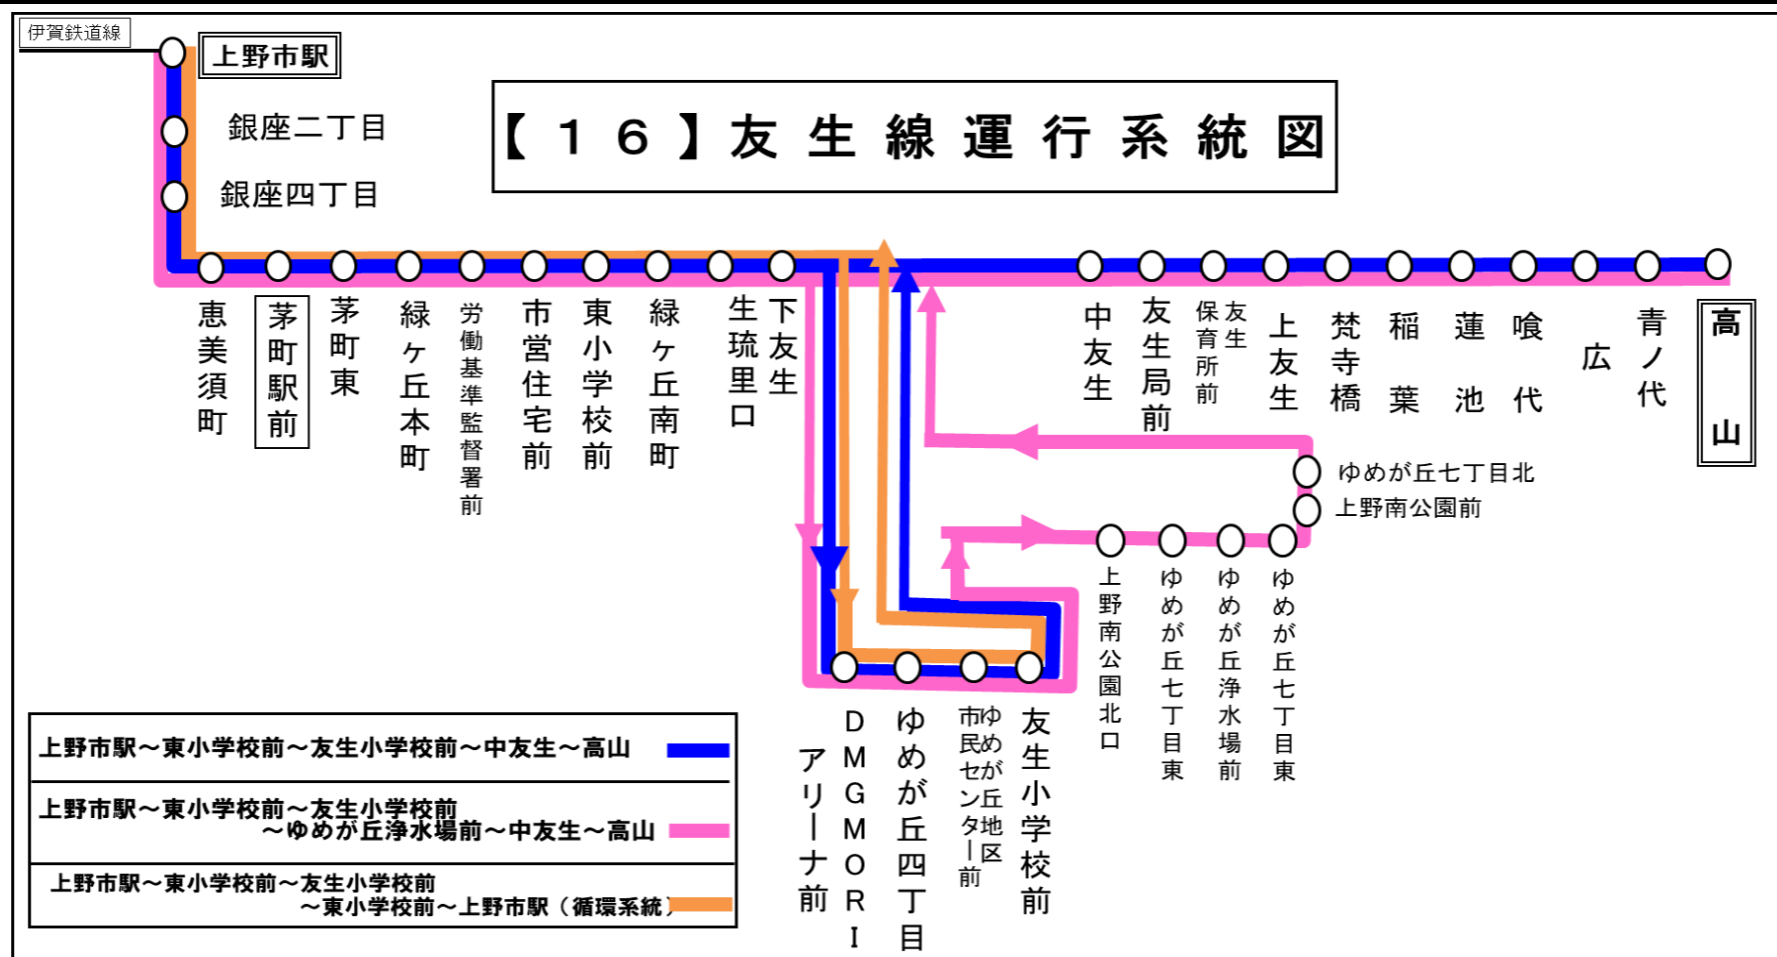 伊賀鉄道線
上野市駅
【１６】友生線運行系統図
銀座二丁目
銀座四丁目
恵美須町
茅町駅前
茅町東
緑ヶ丘本町
労働基準監督署前
市営住宅前
東小学校前
緑ヶ丘南町
生琉里口
下友生
中友生
友生局前
友生
保育所前
上友生
梵寺橋
稲葉
蓮池
喰代
広
青ノ代
高山
ゆめが丘七丁目北
上野南公園前
上野南公園北口
ゆめが丘七丁目東
ゆめが丘浄水場前
ゆめが丘七丁目東
ＤＭＧＭＯＲＩ
アリーナ前
ゆめが丘四丁目
ゆめが丘地区
市民センター前
友生小学校前
上野市駅～東小学校前～友生小学校前～中友生～高山
上野市駅～東小学校前～友生小学校前
～ゆめが丘浄水場前～中友生～高山
上野市駅～東小学校前～友生小学校前
～東小学校前～上野市駅（循環系統）